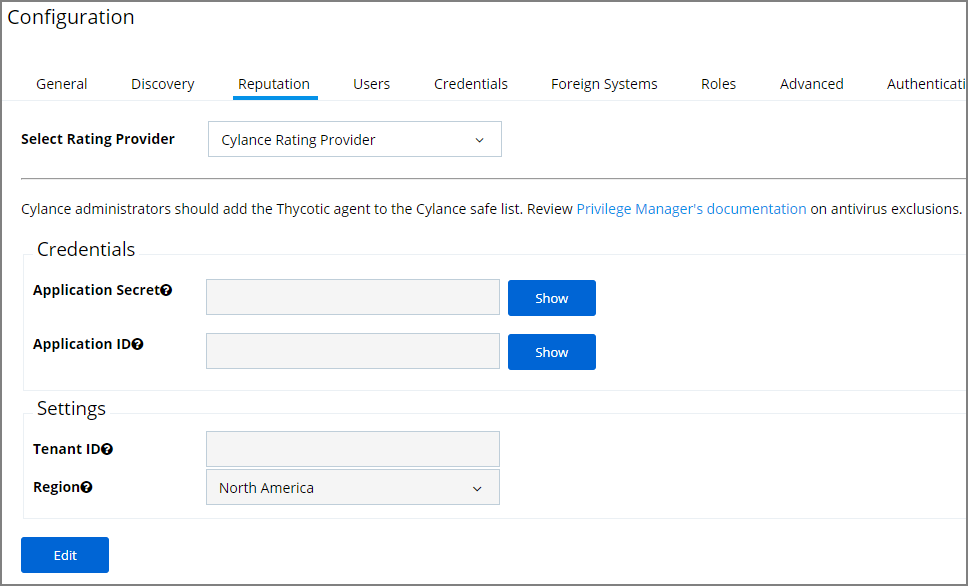 Configuration
General Discovery Reputation Users Credentials Foreign Systems Roles Advanced Authenticati
Select Rating Provider Cylance Rating Provider
Cylance administrators should add the Thycotic agent to the Cylance safe list. Review Privilege Manager's documentation on antivirus exclusions.
Credentials
Application Secret Show
Application ID Show
Settings
Tenant ID
Region North America
Edit